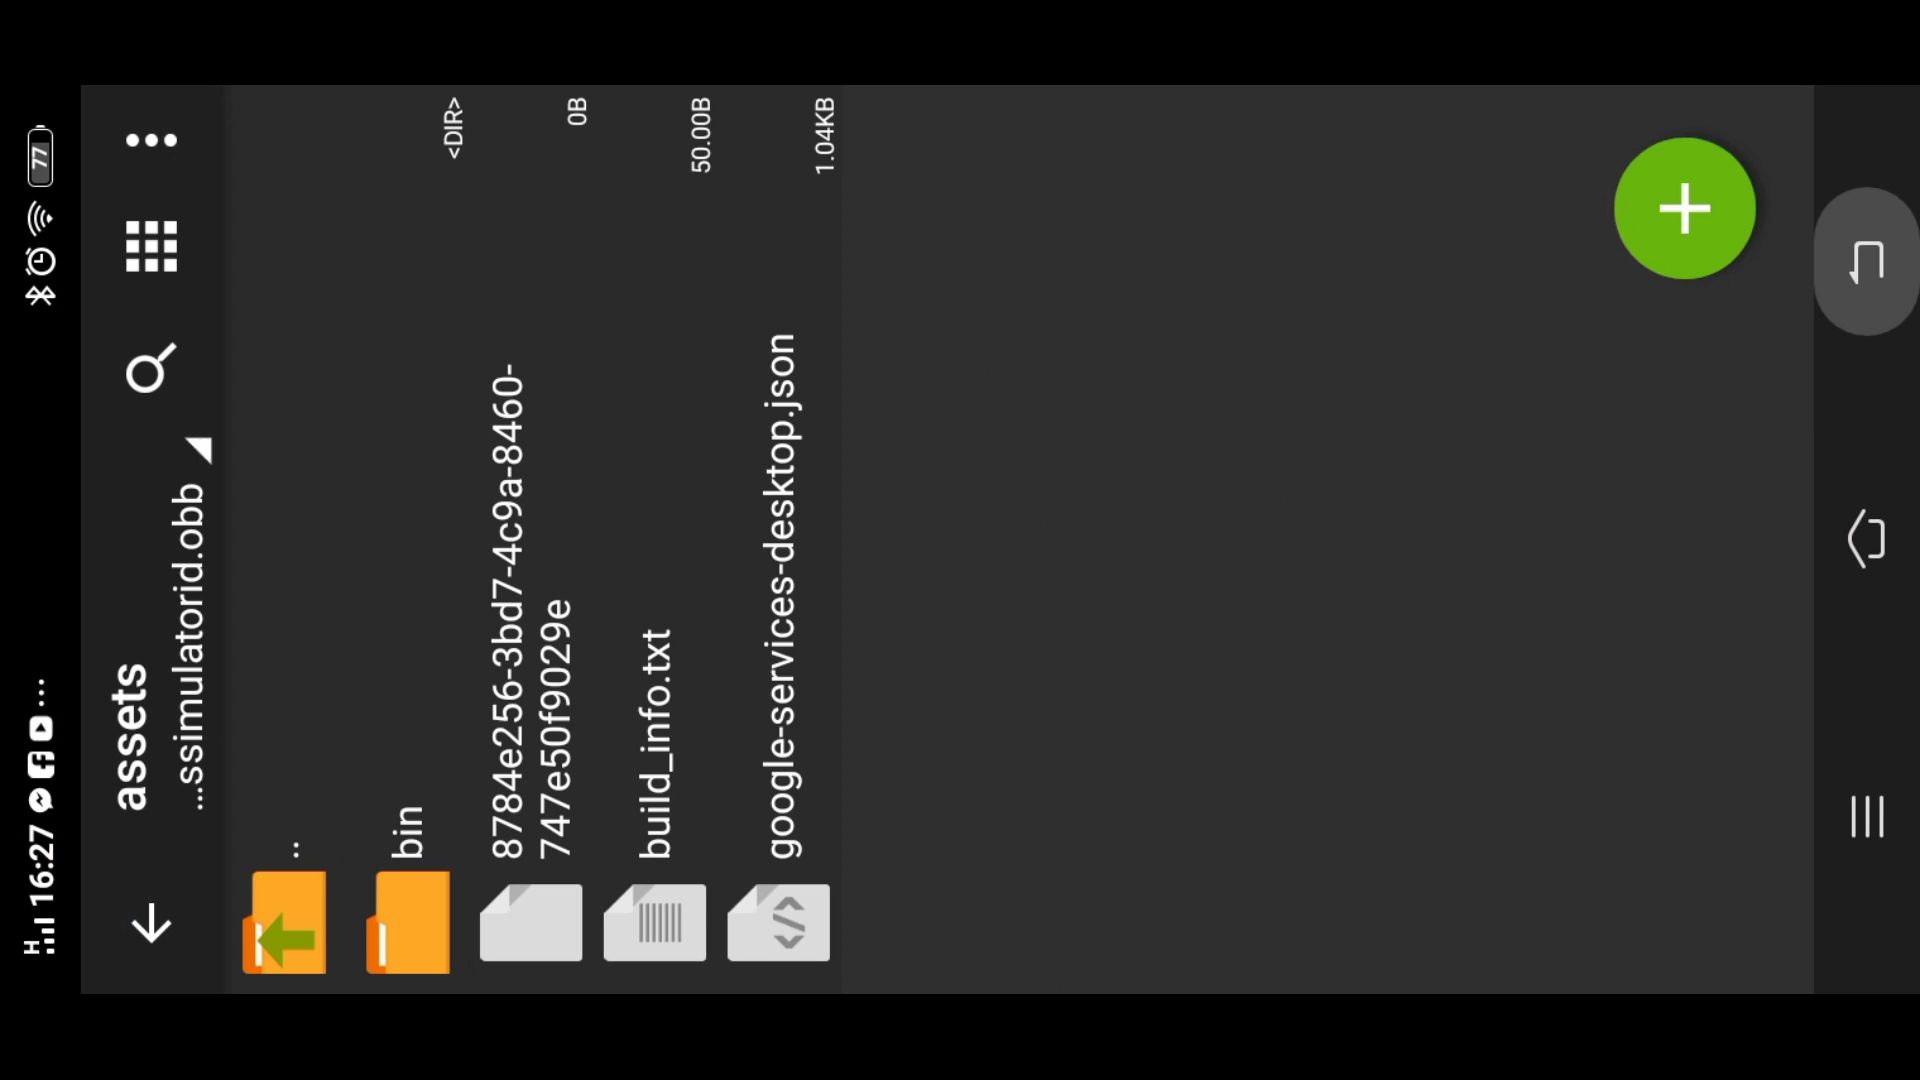 H 16:27 ... 77
assets
...ssimulatorid.obb
..
bin
<DIR>
8784e256-3bd7-4c9a-8460-
747e50f9029e
0B
build_info.txt
50.00B
google-services-desktop.json
1.04KB